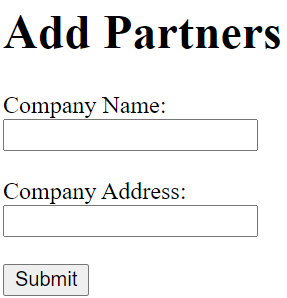 Add Partners
Company Name:
Company Address:
Submit